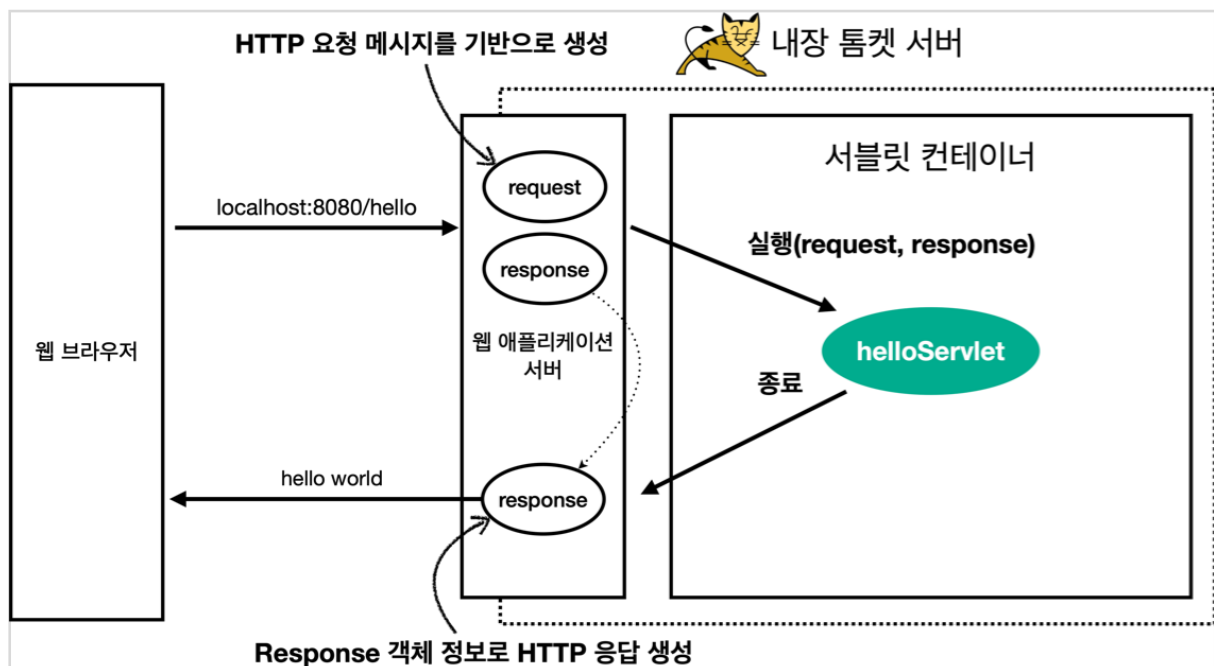 HTTP 요청 메시지를 기반으로 생성
내장 톰켓 서버
서블릿 컨테이너
request
localhost:8080/hello
실행(request, response)
response
웹 브라우저
웹 애플리케이션
서버
helloServlet
종료
hello world
response
Response 객체 정보로 HTTP 응답 생성